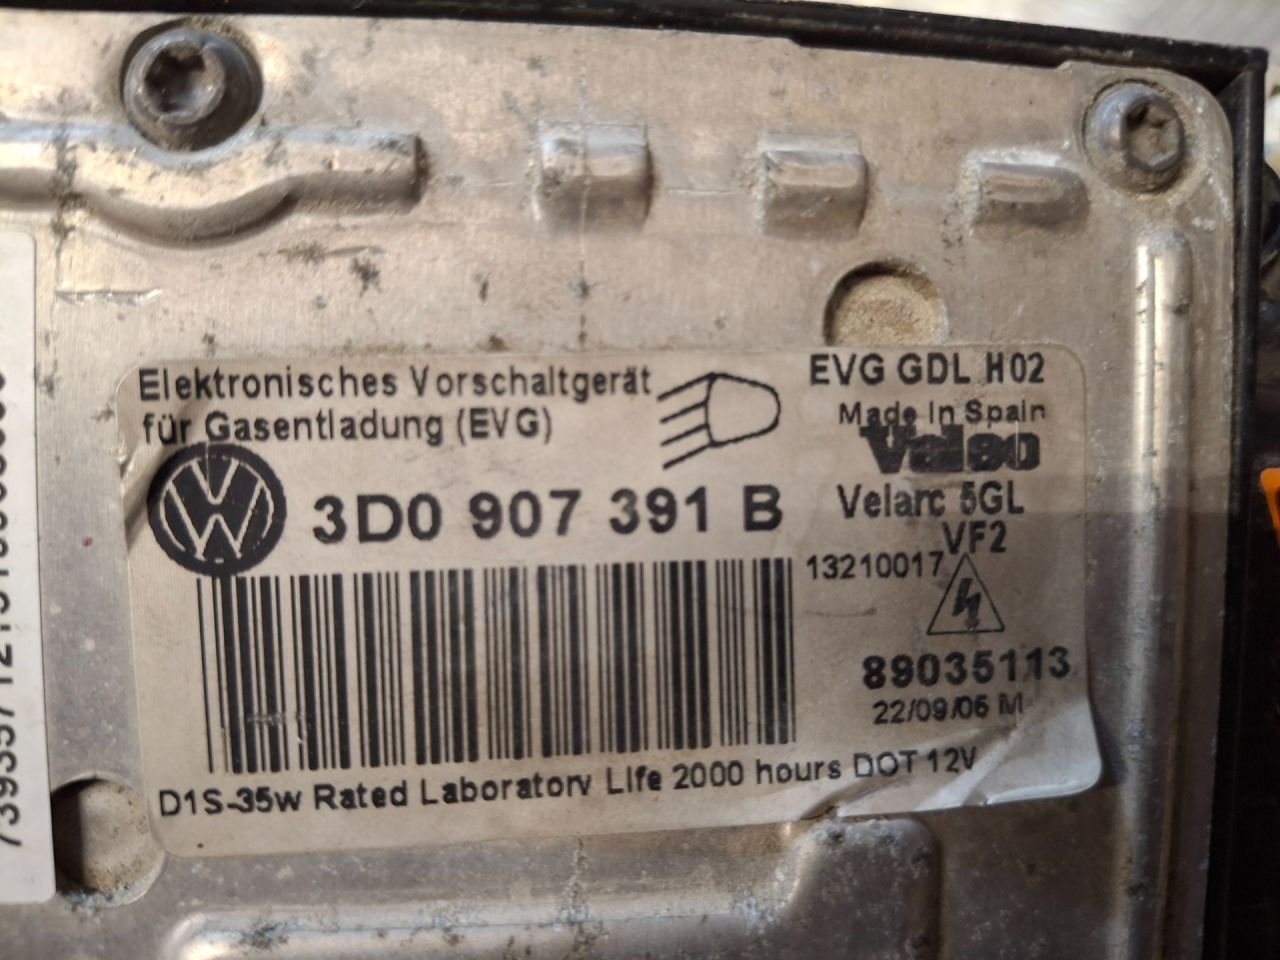 Elektronisches Vorschaltgerät
für Gasentladung (EVG)
EVG GDL H02
Made In Spain
Valeo
3D0 907 391 B
Velarc 5GL
VF2
13210017
89035113
22/09/06 M
D1S-35w Rated Laboratory Life 2000 hours DOT 12V